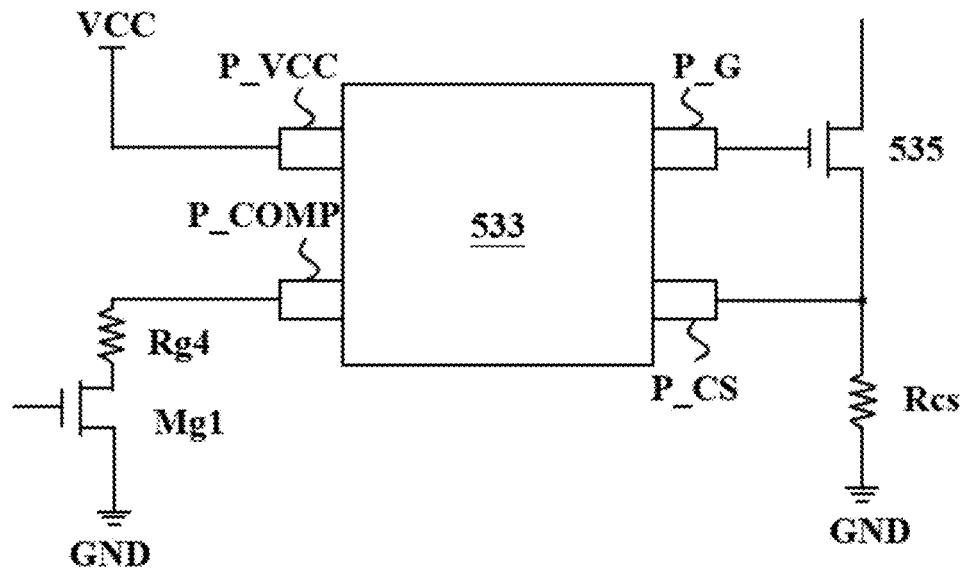 VCC
P_VCC
P_G
535
P_COMP
533
Rg4
P_CS
Mg1
Rcs
GND
GND